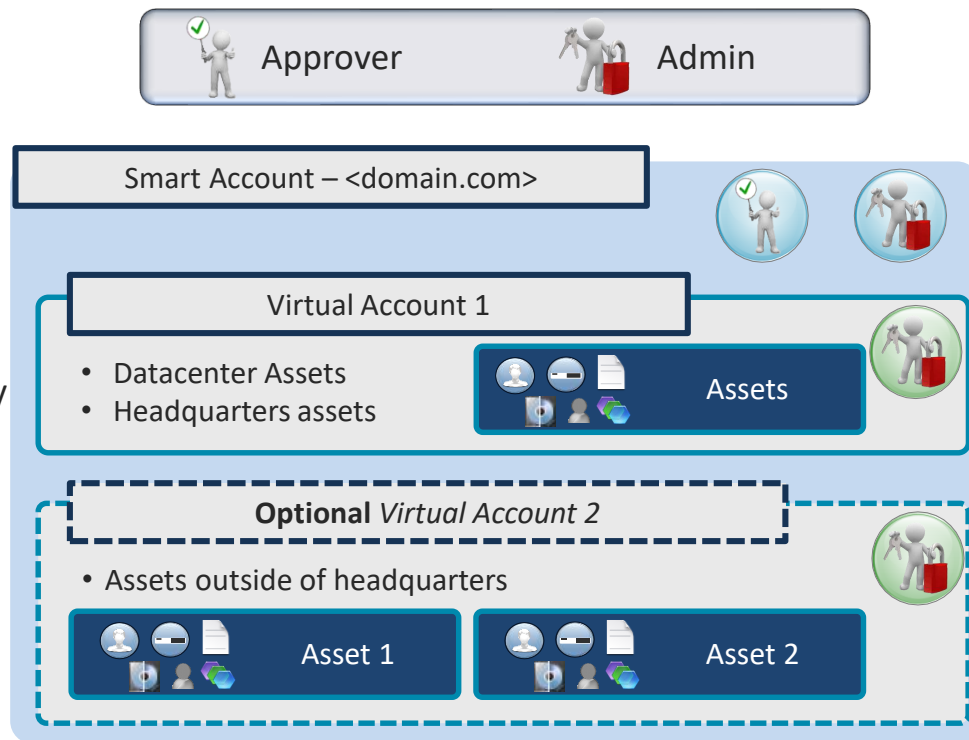 Approver
Admin
Smart Account – <domain.com>
Virtual Account 1
• Datacenter Assets
• Headquarters assets
Assets
/
Optional Virtual Account 2
• Assets outside of headquarters
Asset 1
Asset 2